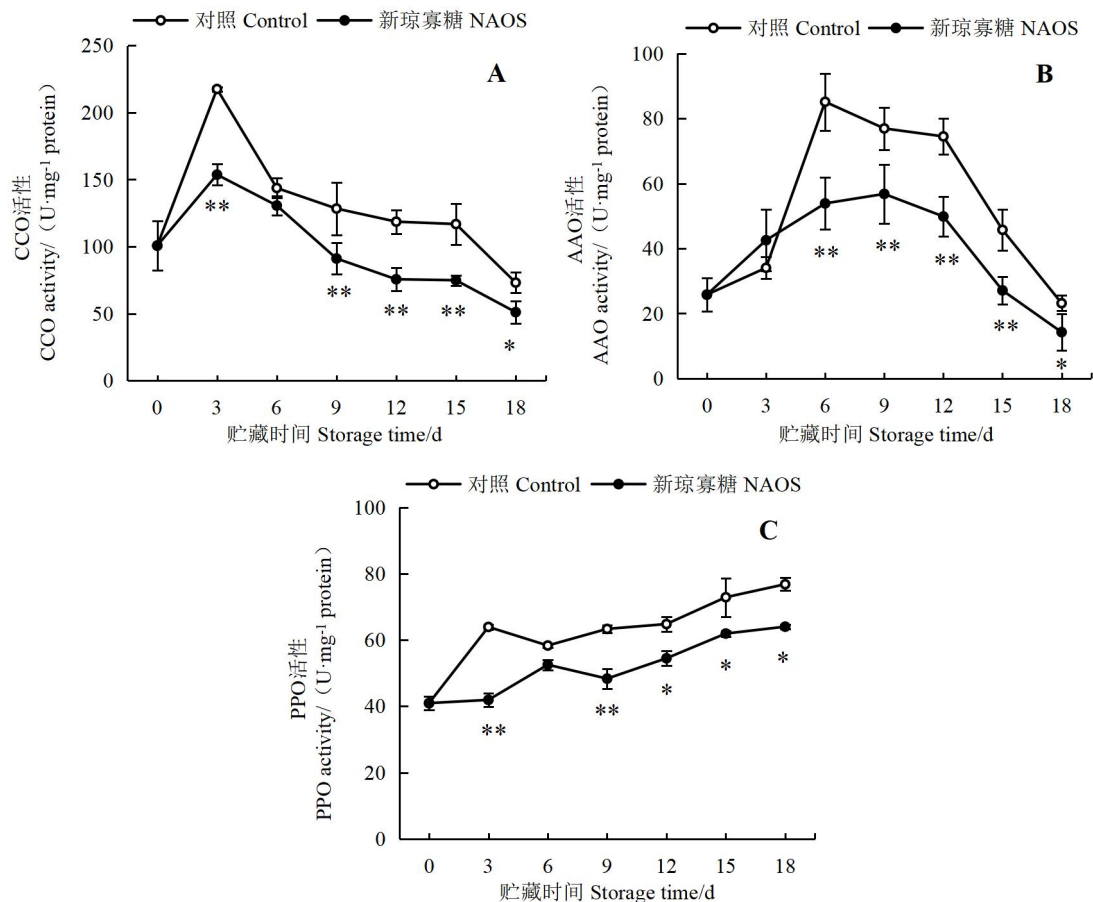 对照 Control 新琼寡糖 NAOS
A
CCO活性
CCO activity/（U·mg⁻¹ protein）
250
200
150
100
50
0
** ** ** ** *
0 3 6 9 12 15 18
贮藏时间 Storage time/d
对照 Control 新琼寡糖 NAOS
B
AAO活性
AAO activity/（U·mg⁻¹ protein）
100
80
60
40
20
0
** ** ** ** *
0 3 6 9 12 15 18
贮藏时间 Storage time/d
对照 Control 新琼寡糖 NAOS
C
PPO活性
PPO activity/（U·mg⁻¹ protein）
100
80
60
40
20
0
** ** * * *
0 3 6 9 12 15 18
贮藏时间 Storage time/d